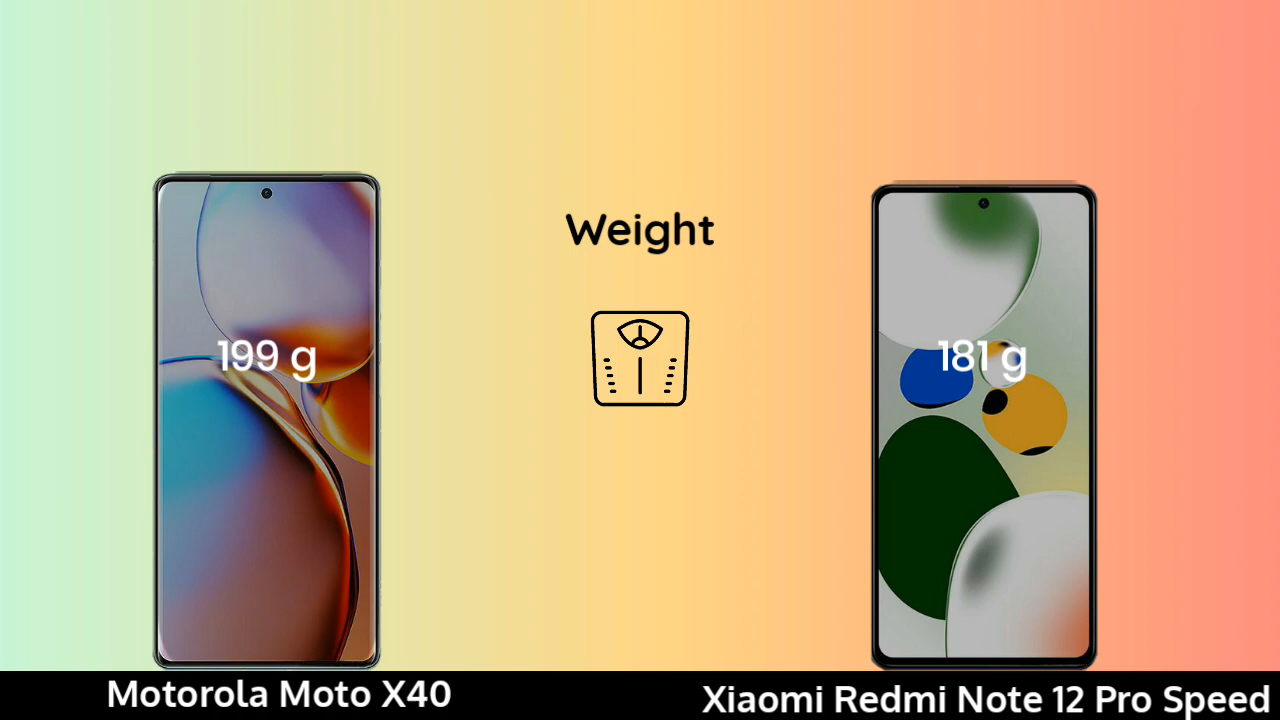 Weight
199 g
181 g
Motorola Moto X40
Xiaomi Redmi Note 12 Pro Speed